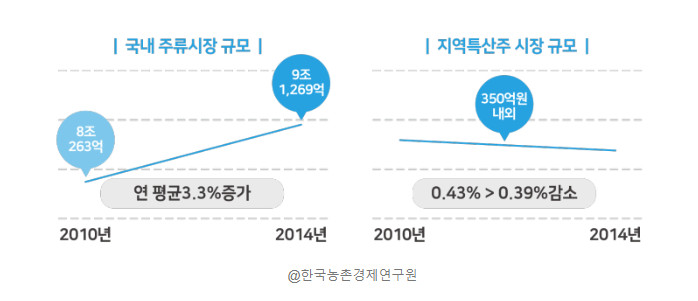 | 국내 주류시장 규모 |
9조
1,269억
8조
263억
연 평균3.3%증가
2010년
2014년
| 지역특산주 시장 규모 |
350억원
내외
0.43% > 0.39%감소
2010년
2014년
@한국농촌경제연구원